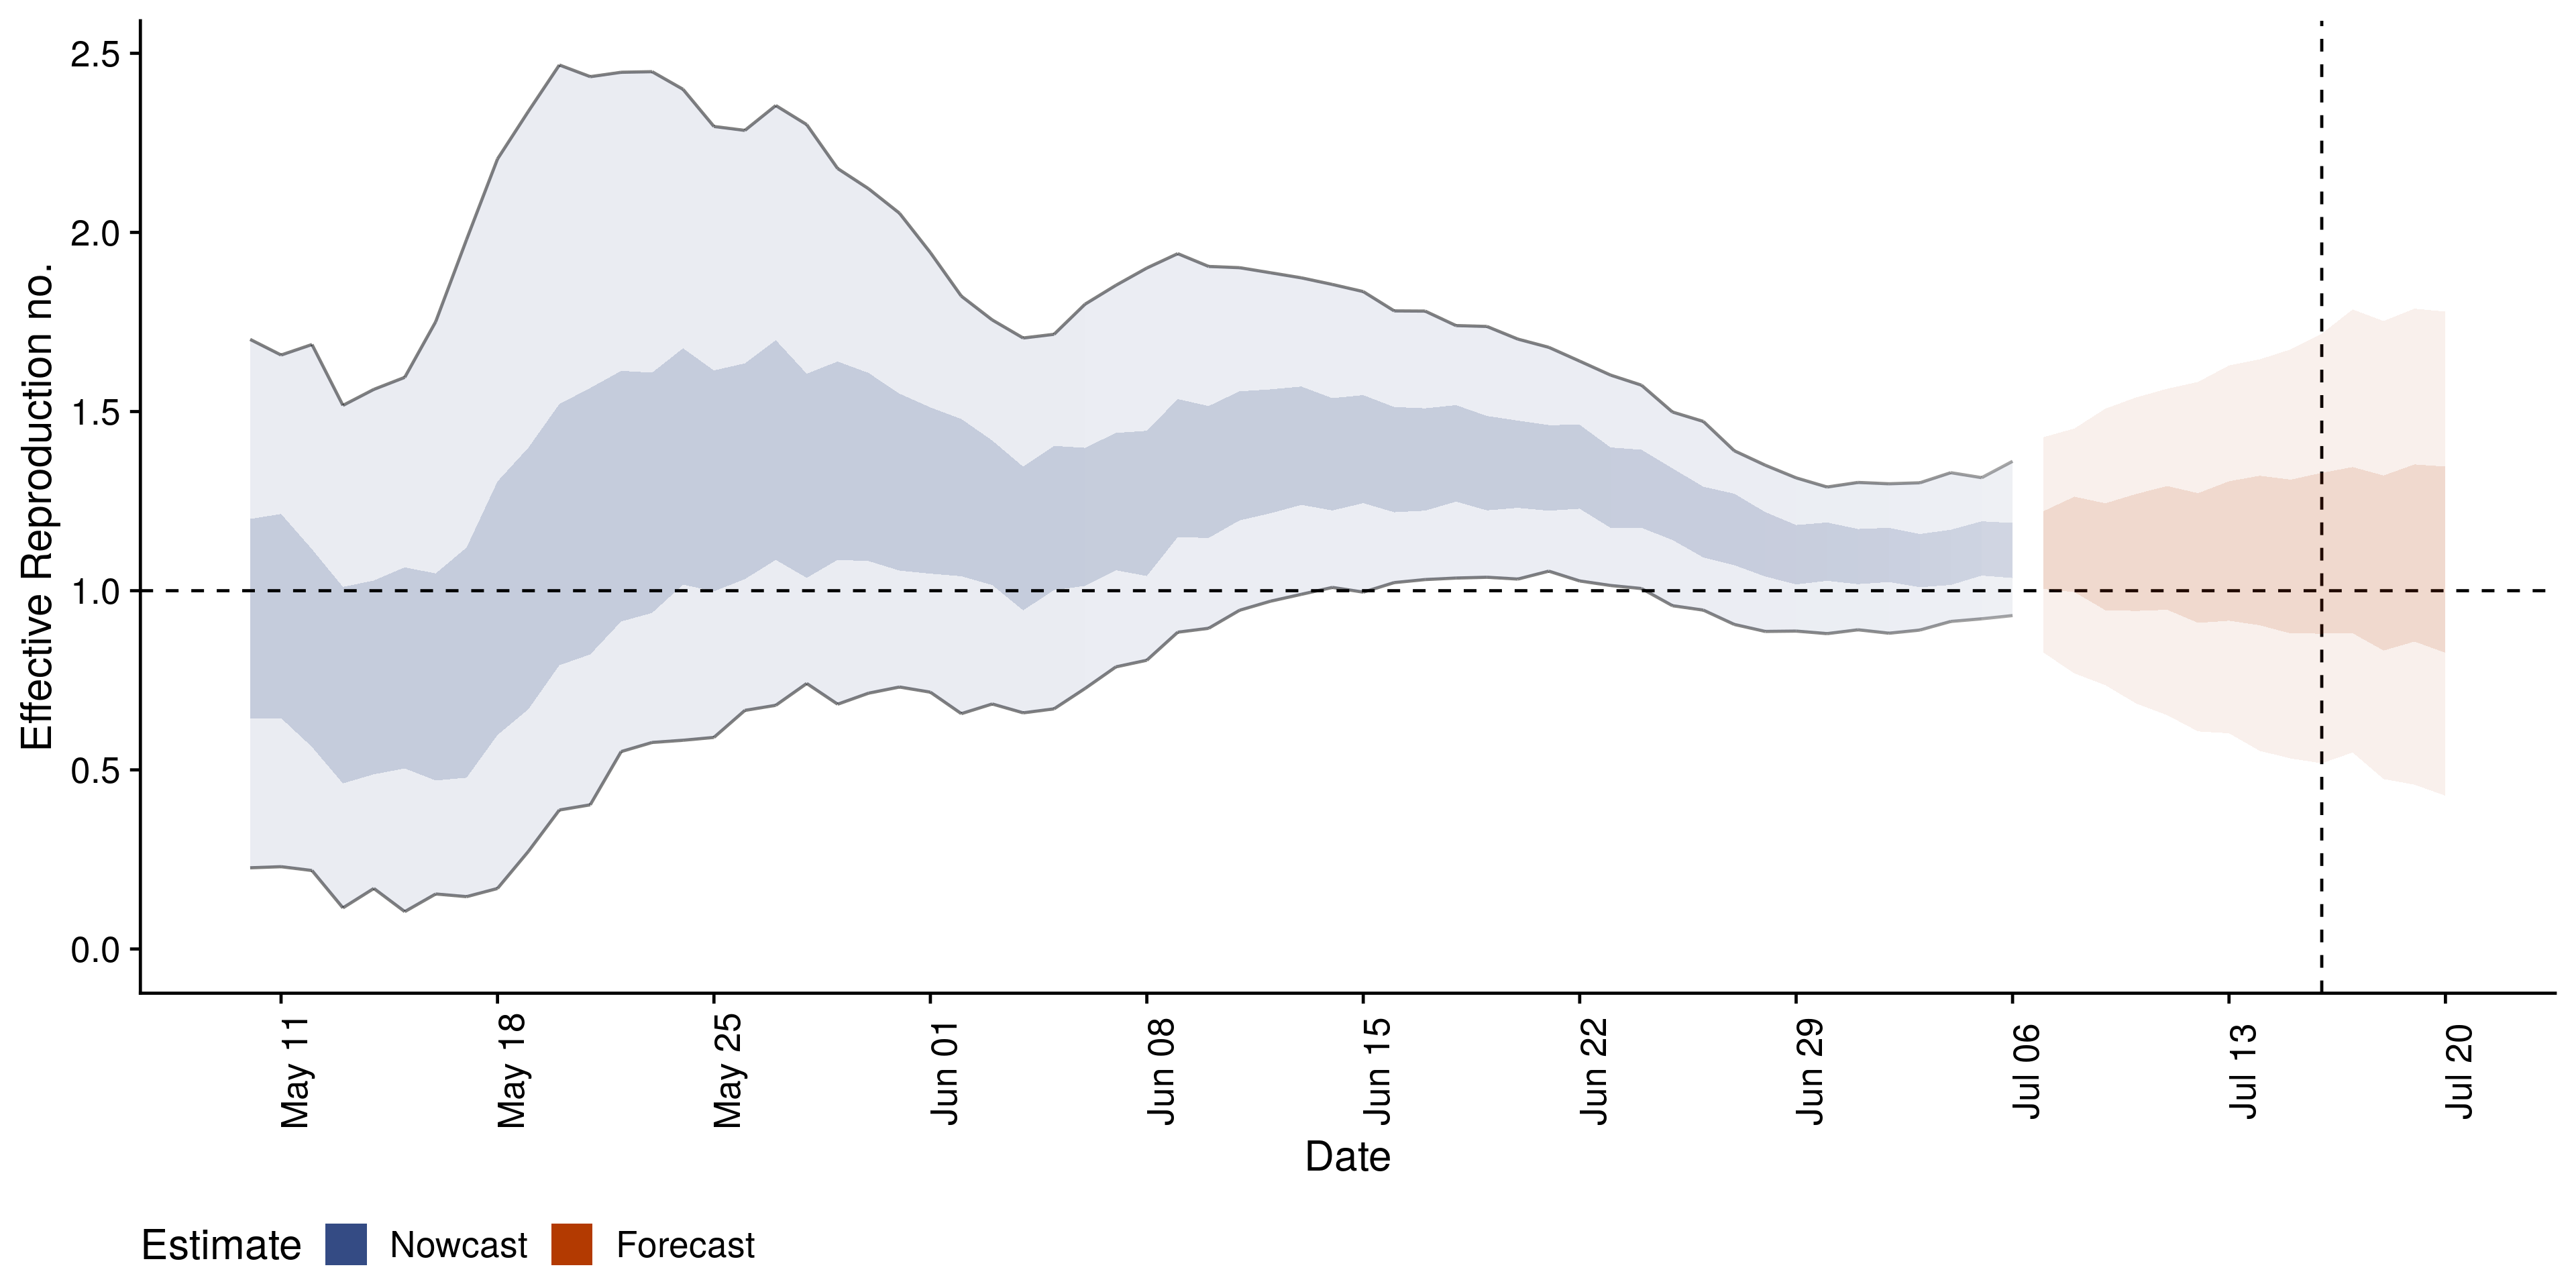 Effective Reproduction no.
2.5
2.0
1.5
1.0
0.5
0.0
May 11
May 18
May 25
Jun 01
Jun 08
Jun 15
Jun 22
Jun 29
Jul 06
Jul 13
Jul 20
Date
Estimate Nowcast Forecast